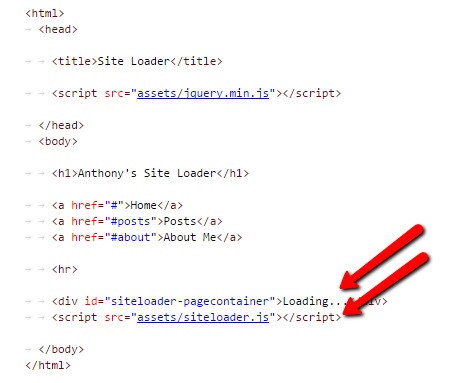 <html>
<head>
<title>Site Loader</title>
<script src="assets/jquery.min.js"></script>
</head>
<body>
<h1>Anthony's Site Loader</h1>
<a href="#">Home</a>
<a href="#posts">Posts</a>
<a href="#about">About Me</a>
<hr>
<div id="siteloader-pagecontainer">Loading... iv>
<script src="assets/siteloader.js"></script>
</body>
</html>